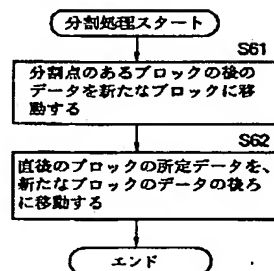 分割処理スタート
S61
分割点のあるブロックの後の
データを新たなブロックに移
動する
S62
直後のブロックの所定データを、
新たなブロックのデータの後ろ
に移動する
エンド